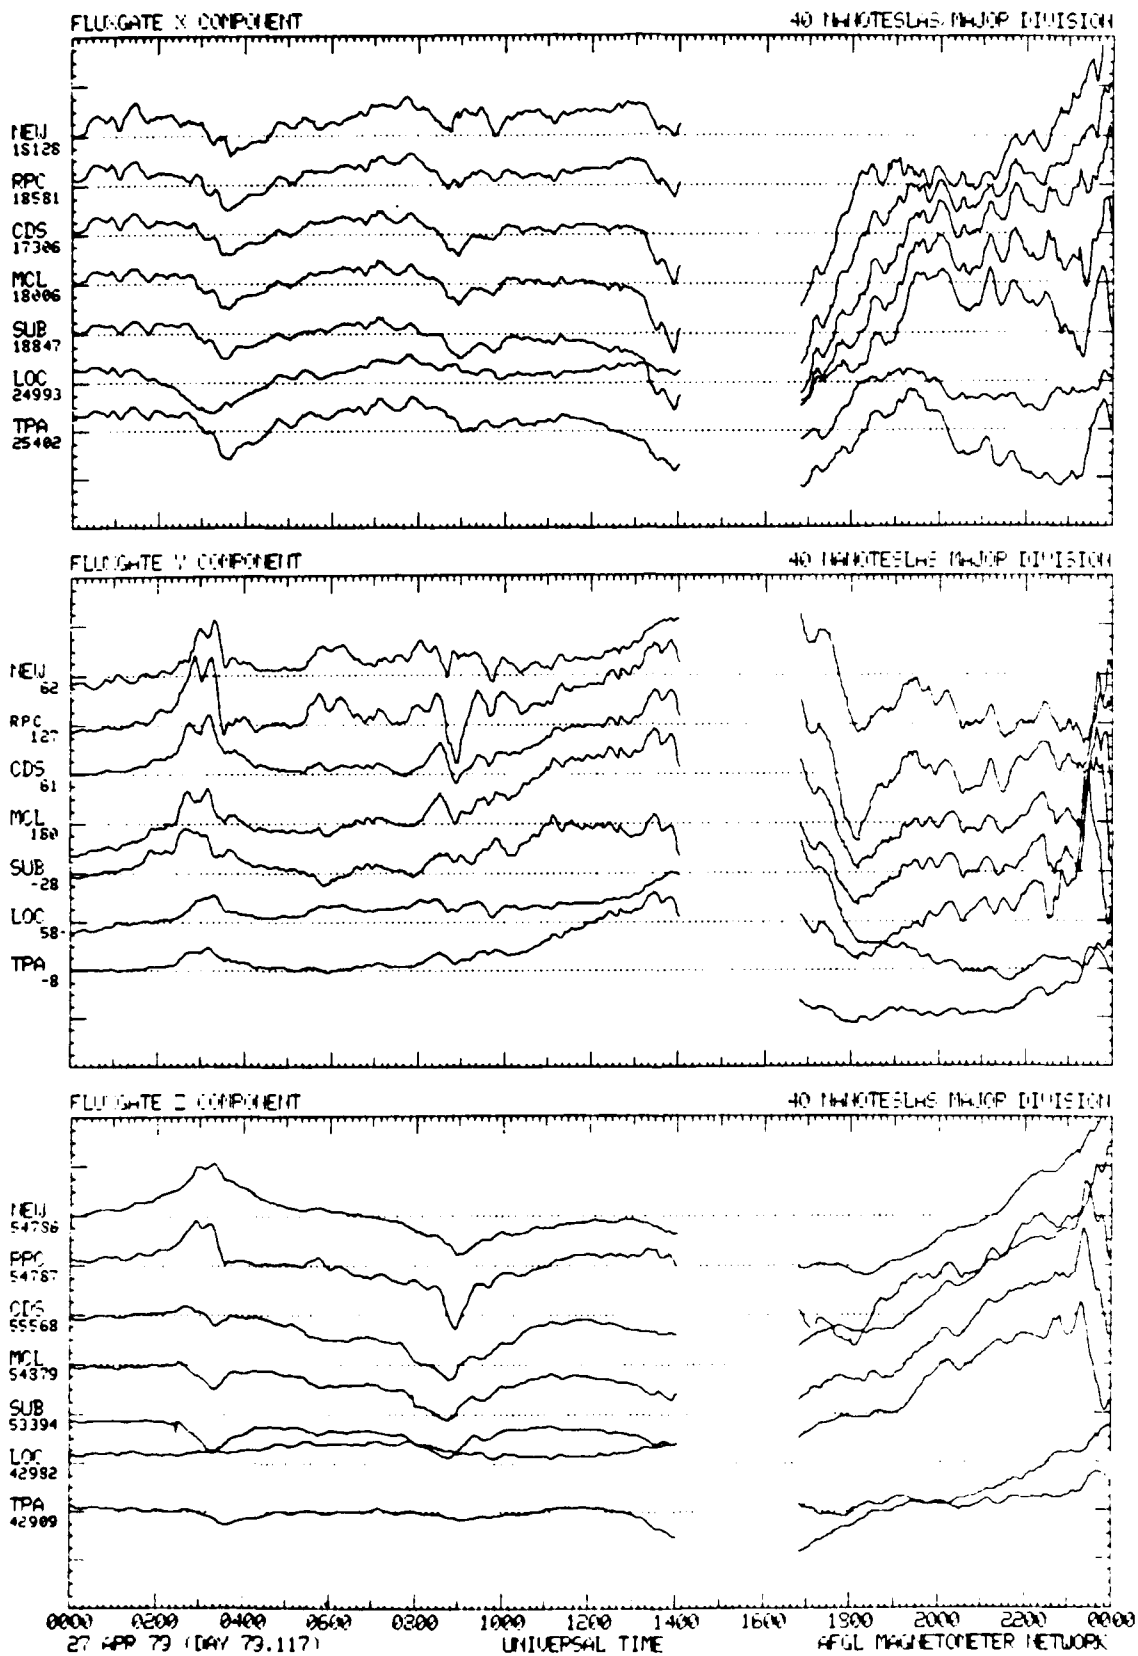 FLUXGATE X COMPONENT 40 NANOTESLAS/MAJOR DIVISION
NEW
18128
RPC
18581
CDS
17306
MCL
18006
SUB
18847
LOC
24993
TPA
25402
FLUXGATE Y COMPONENT 40 NANOTESLAS MAJOR DIVISION
NEW
62
RPC
127
CDS
61
MCL
180
SUB
-28
LOC
58
TPA
-8
FLUXGATE Z COMPONENT 40 NANOTESLAS MAJOR DIVISION
NEW
54786
RPC
54787
CDS
55568
MCL
54379
SUB
53394
LOC
42982
TPA
42909
0000 0200 0400 0600 0800 1000 1200 1400 1800 2000 2200 0000
27 APR 79 (DAY 79.117) UNIVERSAL TIME AFGL MAGNETOMETER NETWORK